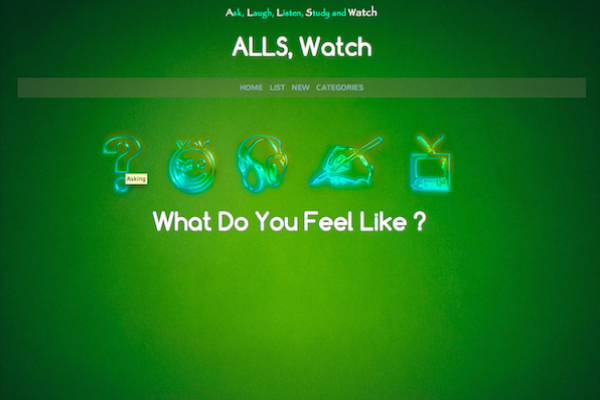 Ask, Laugh, Listen, Study and Watch
ALLS, Watch
HOME LIST NEW CATEGORIES
Asking
What Do You Feel Like ?